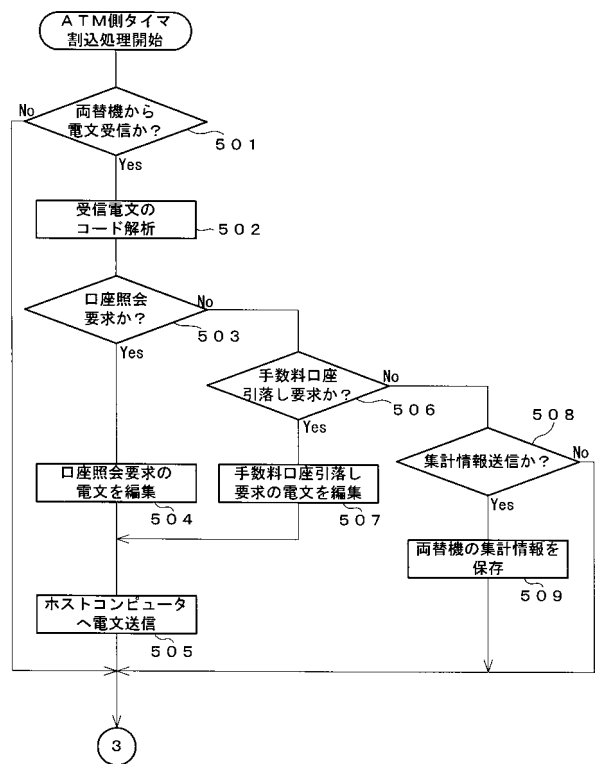 ATM側タイマ
割込処理開始
No
両替機から
電文受信か?
501
Yes
受信電文の
コード解析
502
口座照会
要求か?
No
503
Yes
手数料口座
引落し要求か?
No
506
Yes
508
集計情報送信か?
No
Yes
口座照会要求の
電文を編集
504
手数料口座引落し
要求の電文を編集
507
両替機の集計情報を
保存
509
ホストコンピュータ
へ電文送信
505
3